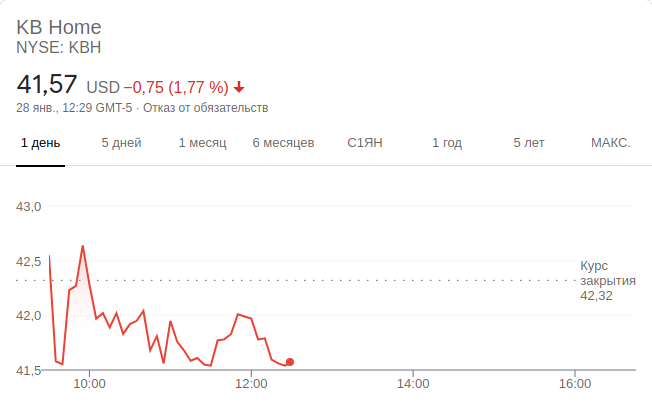 KB Home
NYSE: KBH
41,57 USD −0,75 (1,77 %)
28 янв., 12:29 GMT-5 · Отказ от обязательств
1 день 5 дней 1 месяц 6 месяцев С1ЯН 1 год 5 лет МАКС.
43,0
42,5
Курс
закрытия
42,32
42,0
41,5
10:00 12:00 14:00 16:00